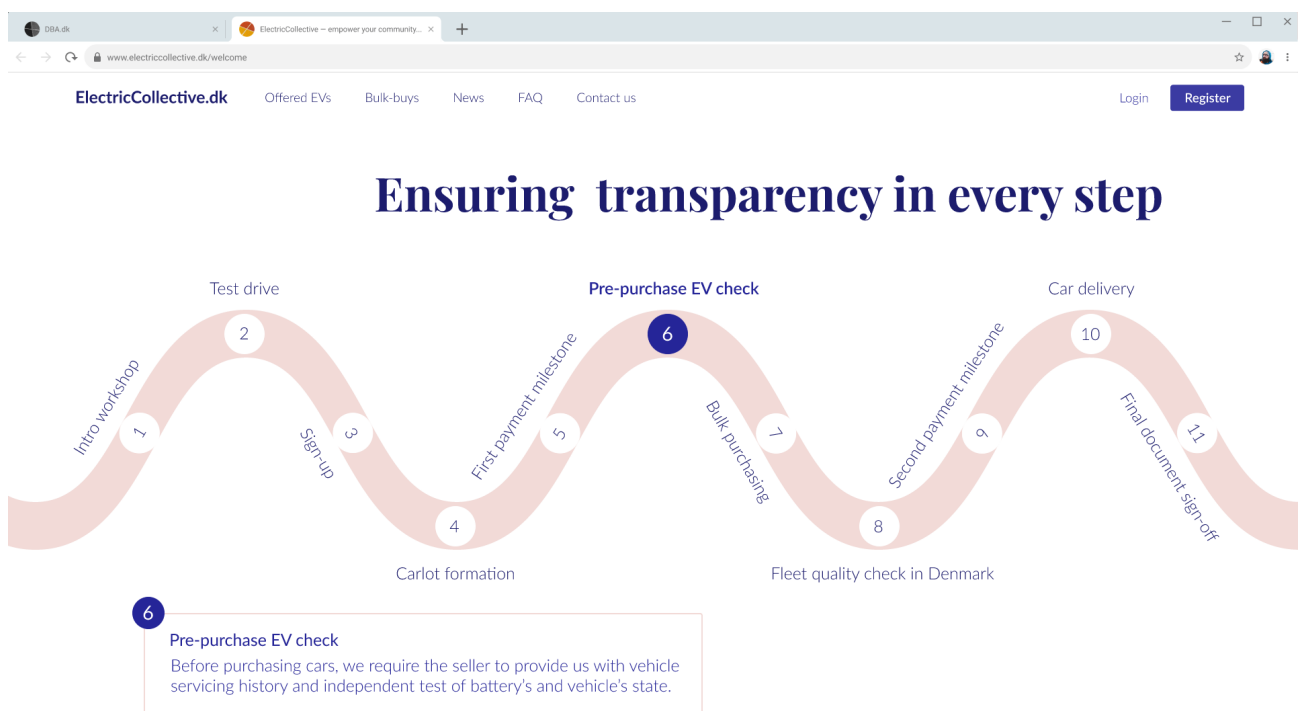 DBA.dk
ElectricCollective – empower your community...
www.electriccollective.dk/welcome
ElectricCollective.dk Offered EVs Bulk-buys News FAQ Contact us Login Register
Ensuring transparency in every step
1 Intro workshop
2 Test drive
3 Sign-up
4 Carlot formation
5 First payment milestone
6 Pre-purchase EV check
7 Bulk purchasing
8 Fleet quality check in Denmark
9 Second payment milestone
10 Car delivery
11 Final document sign-off
6
Pre-purchase EV check
Before purchasing cars, we require the seller to provide us with vehicle
servicing history and independent test of battery's and vehicle's state.